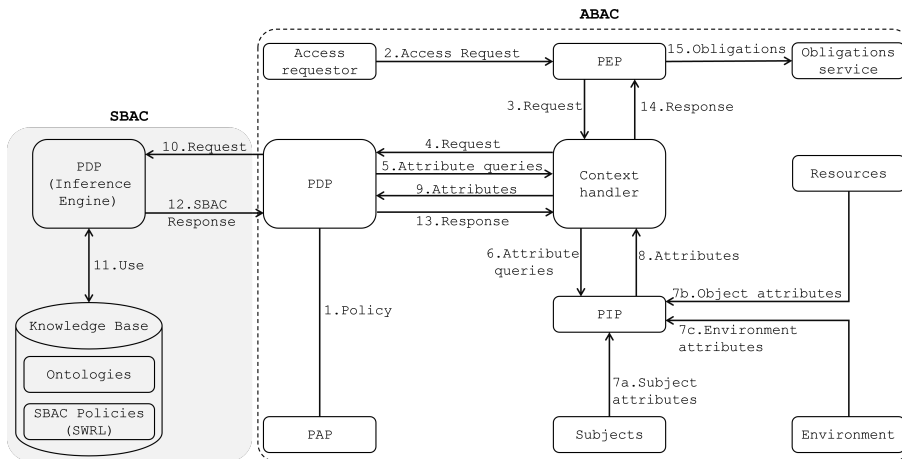 ABAC
Access
requestor
2.Access Request
PEP
15.Obligations
Obligations
service
3.Request
14.Response
SBAC
10.Request
PDP
(Inference
Engine)
12.SBAC
Response
PDP
4.Request
5.Attribute queries
9.Attributes
13.Response
Context
handler
Resources
11.Use
6.Attribute
queries
8.Attributes
1.Policy
7b.Object attributes
PIP
7c.Environment
attributes
Knowledge Base
Ontologies
SBAC Policies
(SWRL)
7a.Subject
attributes
PAP
Subjects
Environment